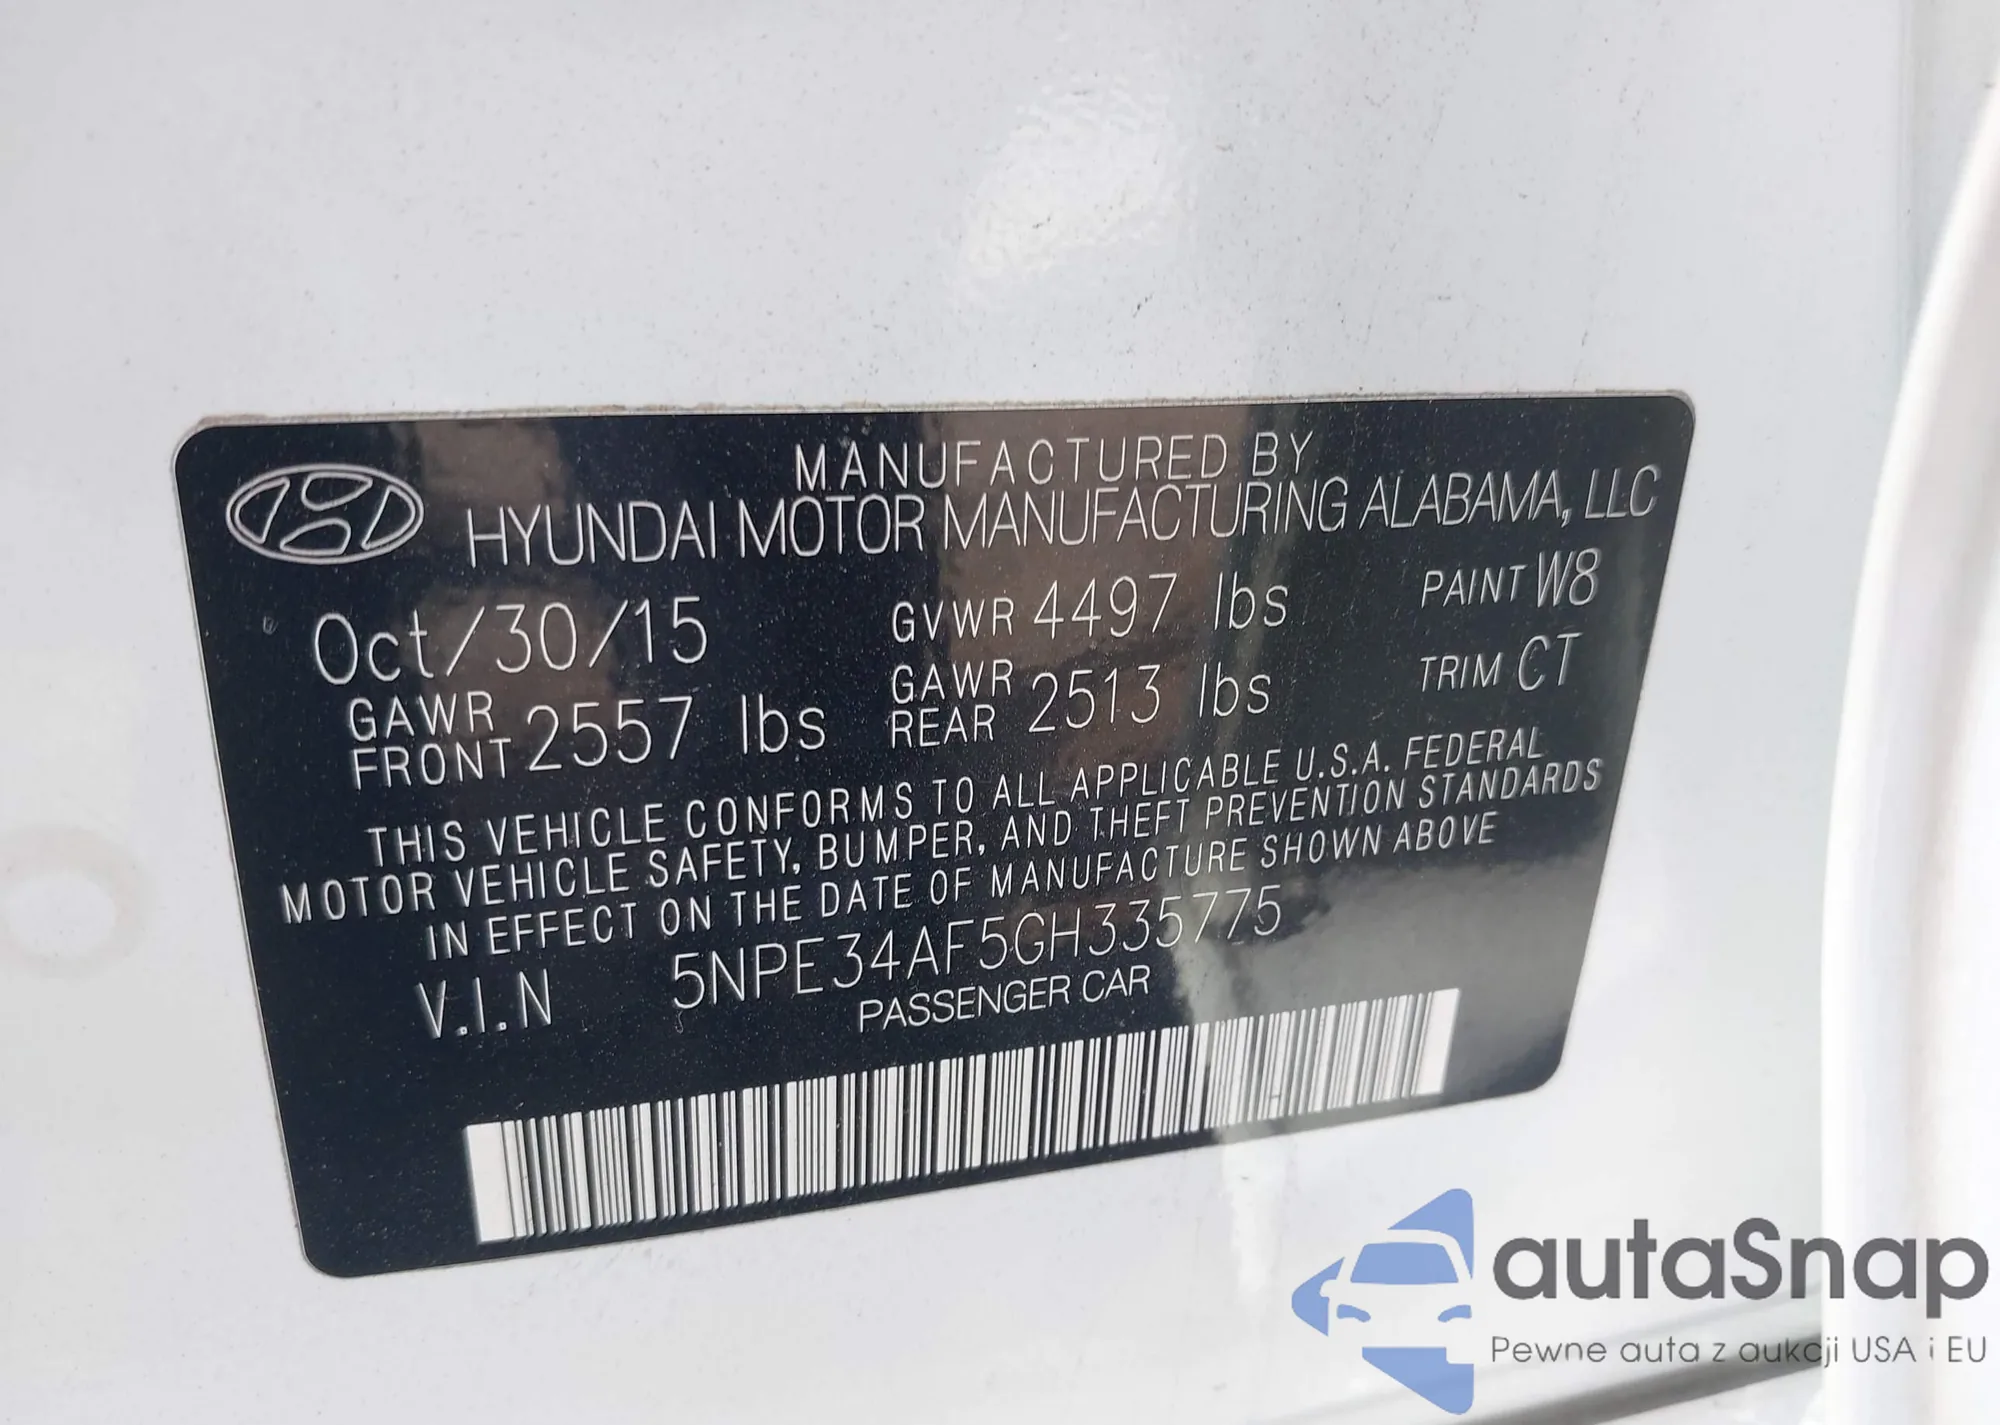 MANUFACTURED BY
HYUNDAI MOTOR MANUFACTURING ALABAMA, LLC
Oct/30/15 GVWR 4497 lbs PAINT W8
GAWR FRONT 2557 lbs GAWR REAR 2513 lbs TRIM CT
THIS VEHICLE CONFORMS TO ALL APPLICABLE U.S.A. FEDERAL
MOTOR VEHICLE SAFETY, BUMPER, AND THEFT PREVENTION STANDARDS
IN EFFECT ON THE DATE OF MANUFACTURE SHOWN ABOVE
V.I.N 5NPE34AF5GH335775
PASSENGER CAR
autaSnap
Pewne auta z aukcji USA i EU